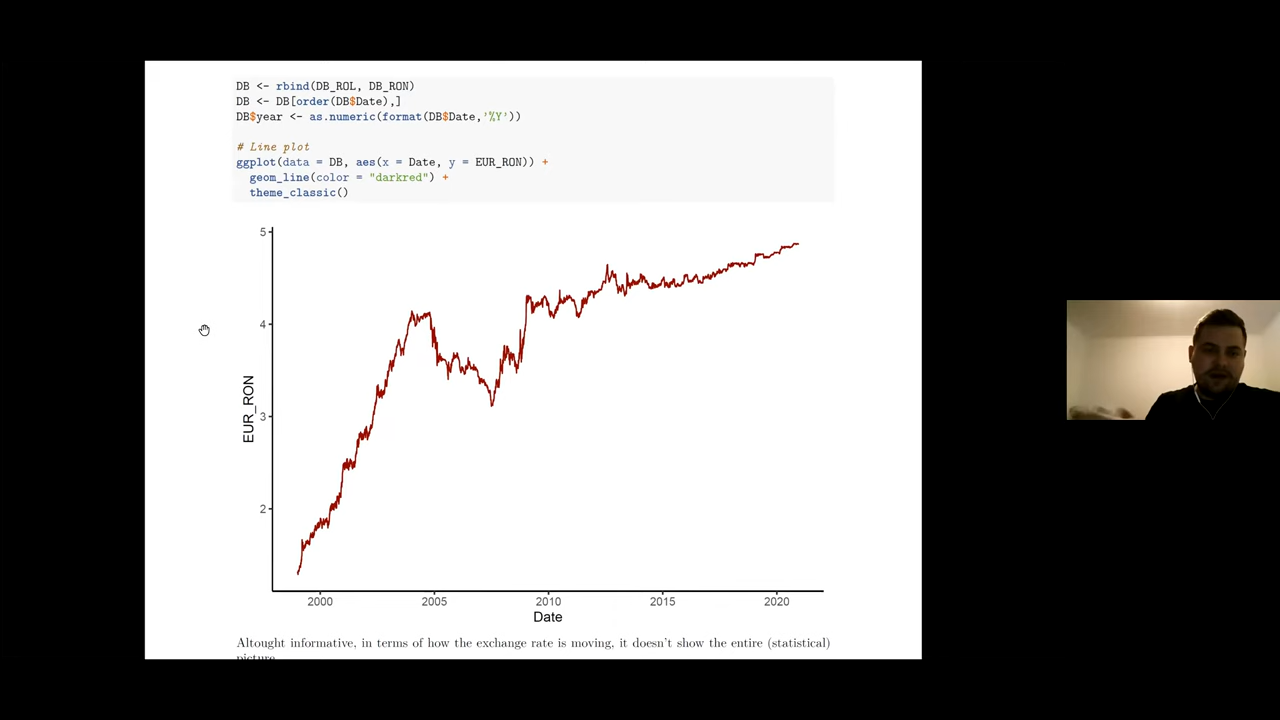 DB <- rbind(DB_ROL, DB_RON)
DB <- DB[order(DB$Date),]
DB$year <- as.numeric(format(DB$Date,'%Y'))
# Line plot
ggplot(data = DB, aes(x = Date, y = EUR_RON)) +
geom_line(color = "darkred") +
theme_classic()
5
4
3
2
EUR_RON
2000 2005 2010 2015 2020
Date
Altought informative, in terms of how the exchange rate is moving, it doesn't show the entire (statistical)
picture